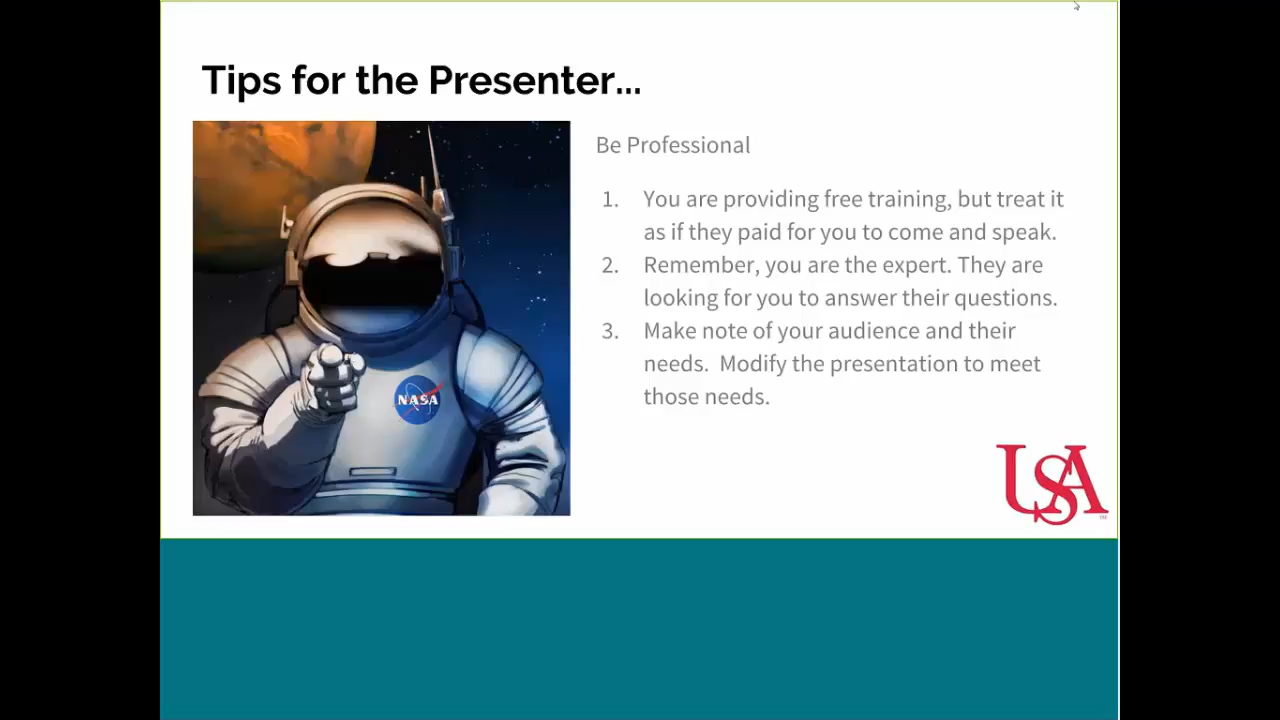 Tips for the Presenter...
Be Professional
1. You are providing free training, but treat it
as if they paid for you to come and speak.
2. Remember, you are the expert. They are
looking for you to answer their questions.
3. Make note of your audience and their
needs.  Modify the presentation to meet
those needs.
NASA
USA